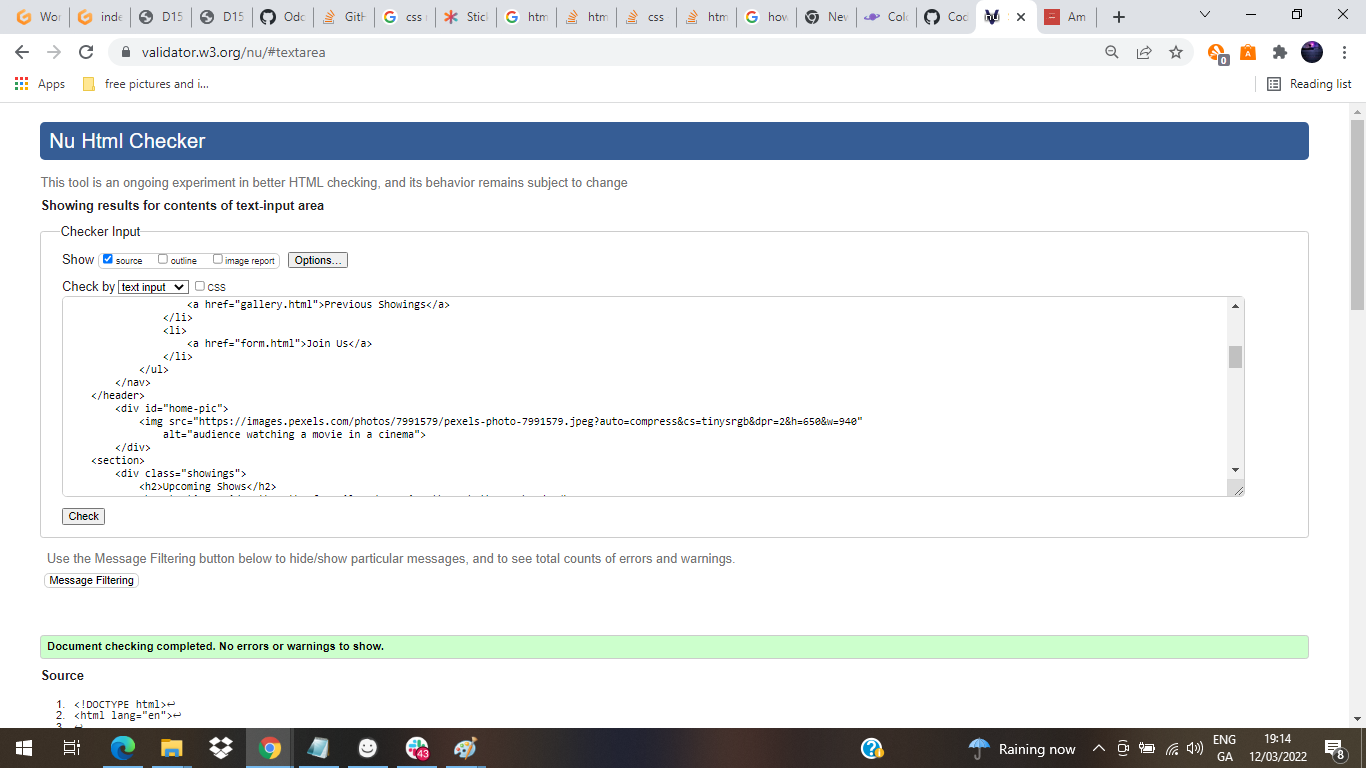 Wor
inde
D15
D15
Odc
GitH
css
Stick
htm
htm
css
htm
how
New
Colo
Cod
Am
validator.w3.org/nu/#textarea
0
Apps
free pictures and i...
Reading list
Nu Html Checker
This tool is an ongoing experiment in better HTML checking, and its behavior remains subject to change
Showing results for contents of text-input area
Checker Input
Show source outline image report Options...
Check by text input css
<a href="gallery.html">Previous Showings</a>
</li>
<li>
<a href="form.html">Join Us</a>
</li>
</ul>
</nav>
</header>
<div id="home-pic">
<img src="https://images.pexels.com/photos/7991579/pexels-photo-7991579.jpeg?auto=compress&cs=tinysrgb&dpr=2&h=650&w=940"
alt="audience watching a movie in a cinema">
</div>
<section>
<div class="showings">
<h2>Upcoming Shows</h2>
Check
Use the Message Filtering button below to hide/show particular messages, and to see total counts of errors and warnings.
Message Filtering
Document checking completed. No errors or warnings to show.
Source
1. <!DOCTYPE html>↩
2. <html lang="en">↩
3. ↩
43
Raining now
ENG
GA
19:14
12/03/2022
8